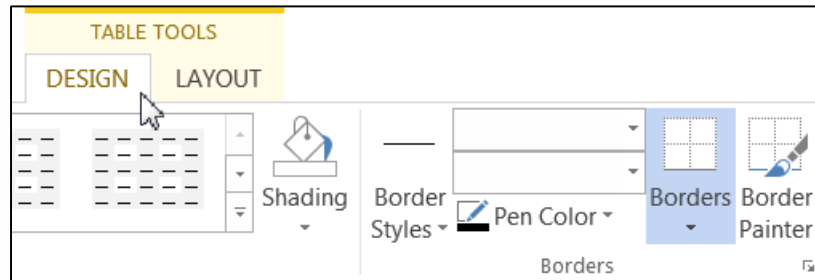 TABLE TOOLS
DESIGN LAYOUT
Shading
Border
Styles
Pen Color
Borders
Border
Painter
Borders